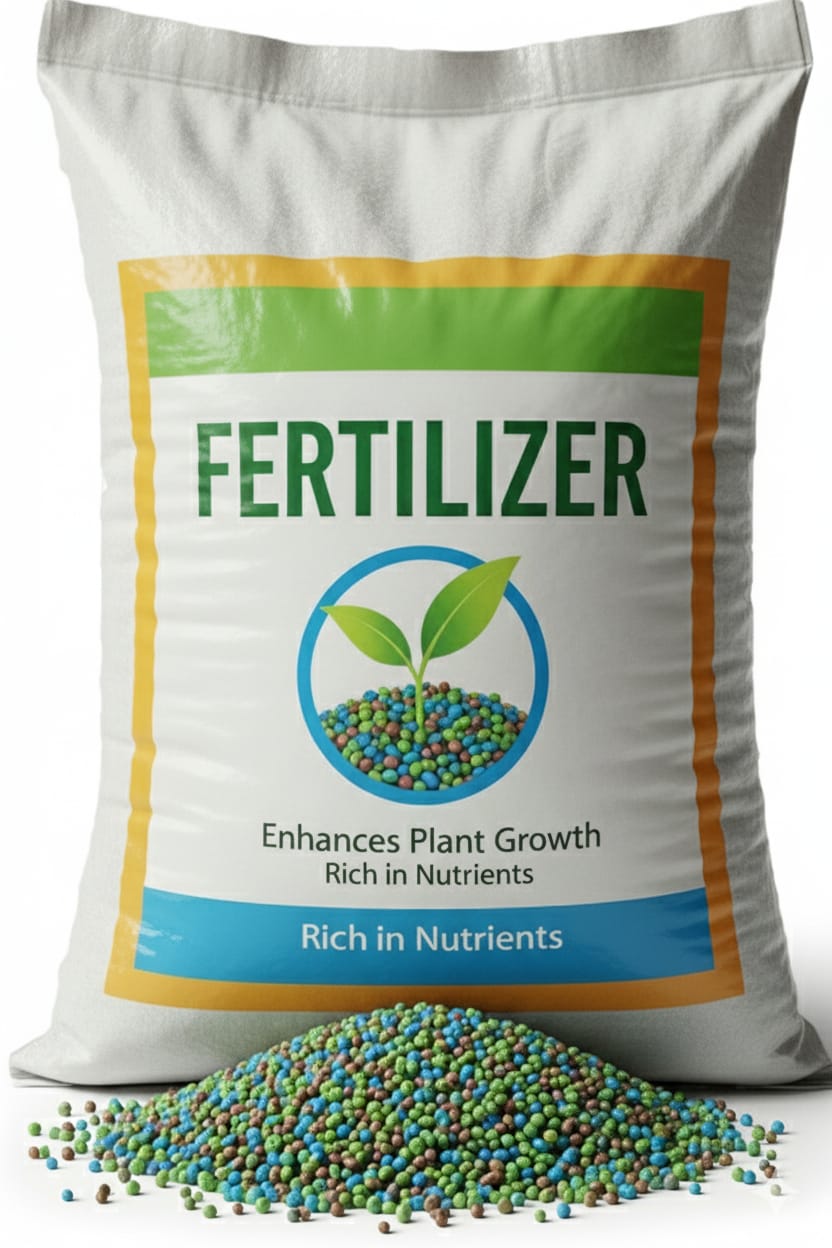 FERTILIZER
Enhances Plant Growth
Rich in Nutrients
Rich in Nutrients